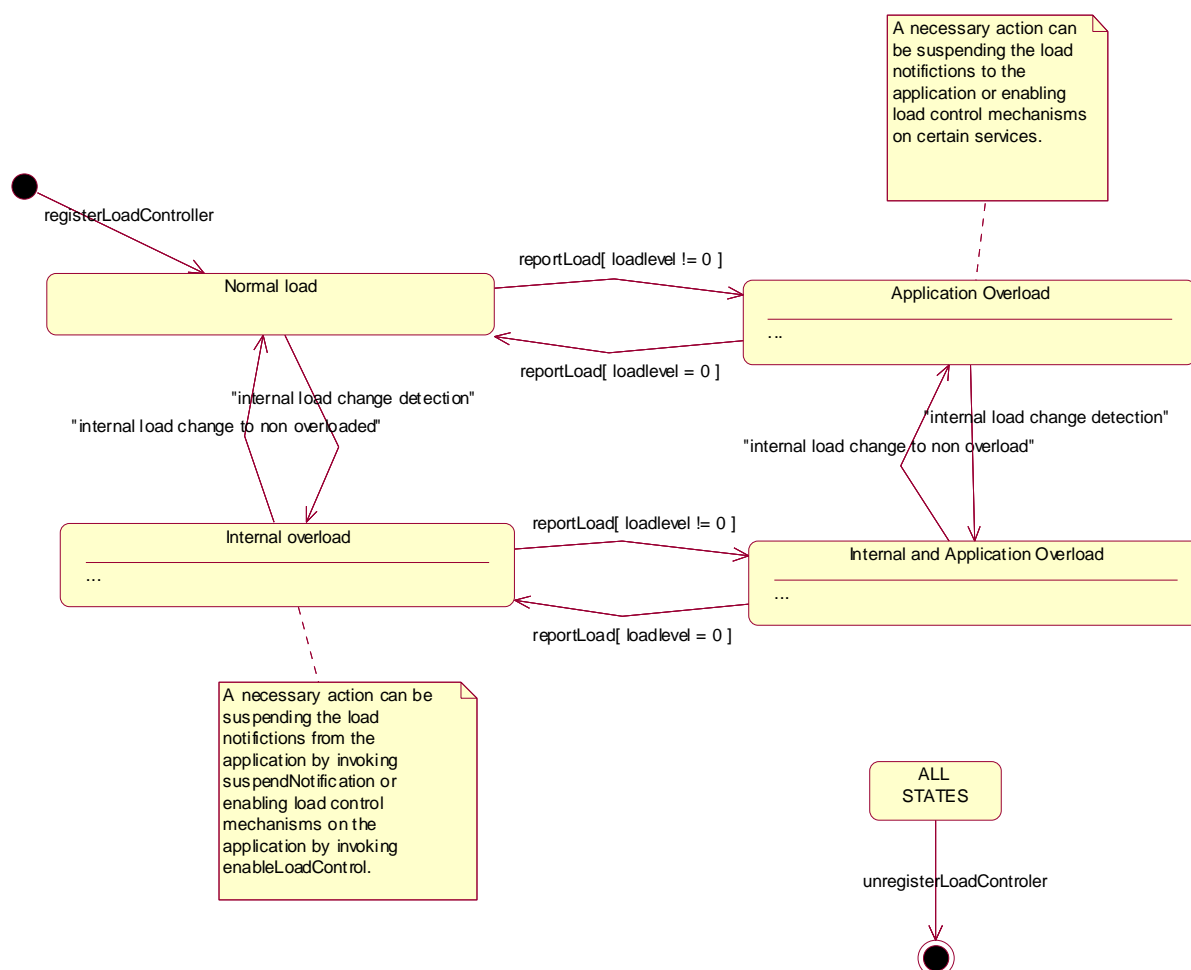 A necessary action can
be suspending the load
notifictions to the
application or enabling
load control mechanisms
on certain services.
registerLoadController
reportLoad[ loadlevel != 0 ]
Normal load
Application Overload
...
reportLoad[ loadlevel = 0 ]
"internal load change detection"
"internal load change to non overloaded"
"internal load change detection"
"internal load change to non overload"
reportLoad[ loadlevel != 0 ]
Internal overload
...
Internal and Application Overload
...
reportLoad[ loadlevel = 0 ]
A necessary action can be
suspending the load
notifictions from the
application by invoking
suspendNotification or
enabling load control
mechanisms on the
application by invoking
enableLoadControl.
ALL
STATES
unregisterLoadControler